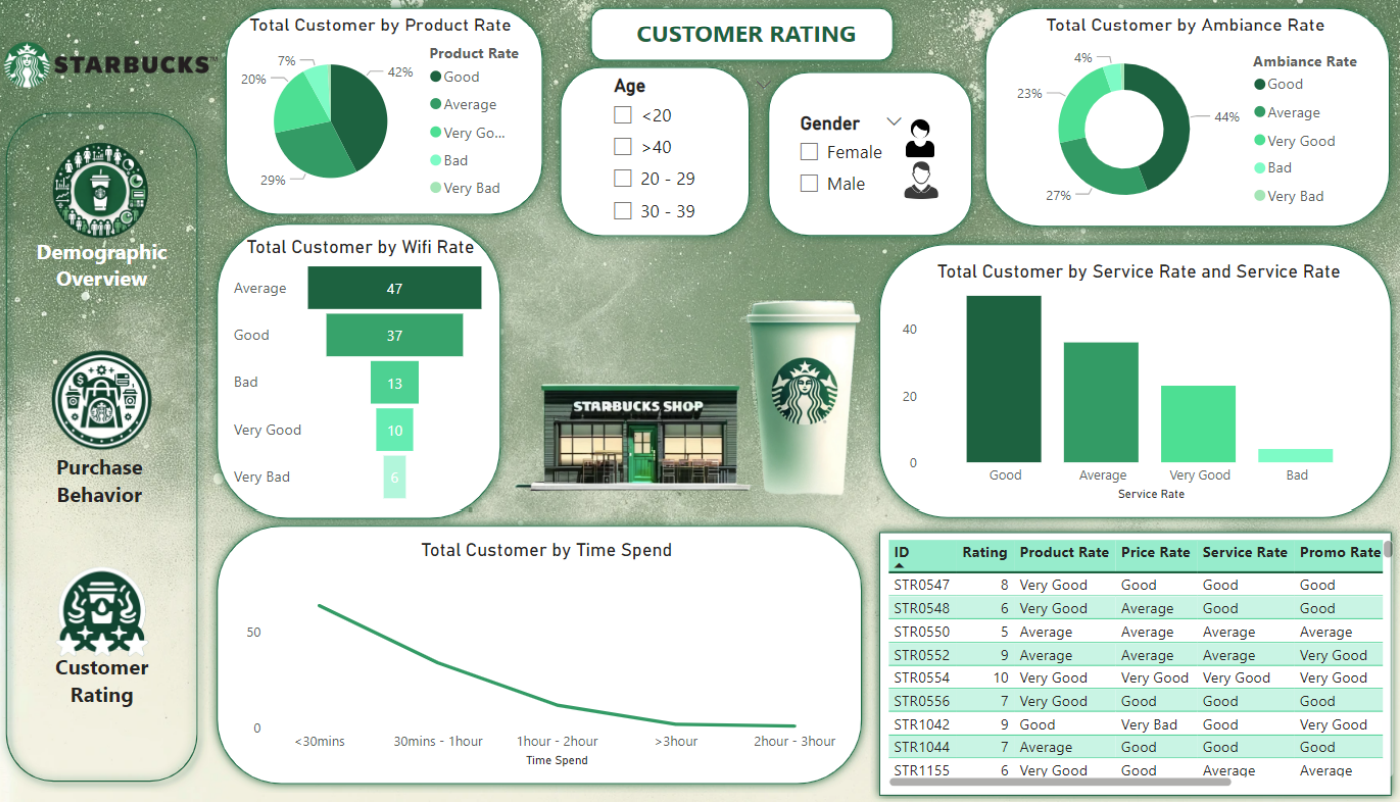 STARBUCKS
Demographic
Overview
Purchase
Behavior
Customer
Rating
Total Customer by Product Rate
7%
20%
42%
29%
Product Rate
Good
Average
Very Go...
Bad
Very Bad
CUSTOMER RATING
Age
<20
>40
20 - 29
30 - 39
Gender
Female
Male
Total Customer by Ambiance Rate
4%
23%
44%
27%
Ambiance Rate
Good
Average
Very Good
Bad
Very Bad
Total Customer by Wifi Rate
Average 47
Good 37
Bad 13
Very Good 10
Very Bad 6
STARBUCKS SHOP
Total Customer by Service Rate and Service Rate
40
20
0
Good Average Very Good Bad
Service Rate
Total Customer by Time Spend
50
0
<30mins 30mins - 1hour 1hour - 2hour >3hour 2hour - 3hour
Time Spend
ID Rating Product Rate Price Rate Service Rate Promo Rate
STR0547 8 Very Good Good Good Good
STR0548 6 Very Good Average Good Good
STR0550 5 Average Average Average Average
STR0552 9 Average Average Average Very Good
STR0554 10 Very Good Very Good Very Good Very Good
STR0556 7 Very Good Good Good Good
STR1042 9 Good Very Bad Good Very Good
STR1044 7 Average Good Good Good
STR1155 6 Very Good Good Average Average